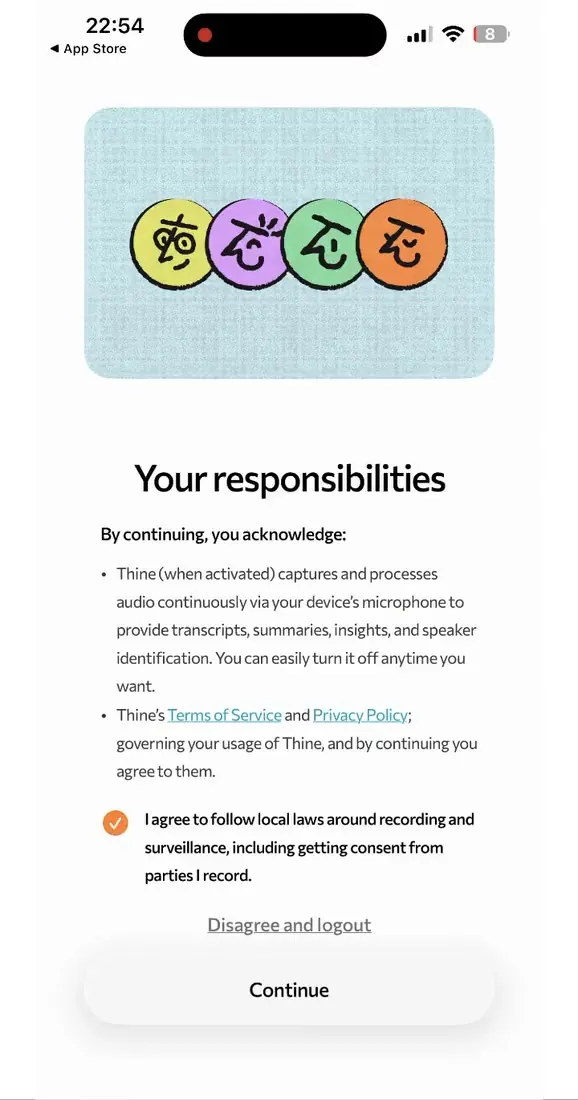 22:54
◀ App Store
8
Your responsibilities
By continuing, you acknowledge:
• Thine (when activated) captures and processes
audio continuously via your device's microphone to
provide transcripts, summaries, insights, and speaker
identification. You can easily turn it off anytime you
want.
• Thine's Terms of Service and Privacy Policy;
governing your usage of Thine, and by continuing you
agree to them.
I agree to follow local laws around recording and
surveillance, including getting consent from
parties I record.
Disagree and logout
Continue